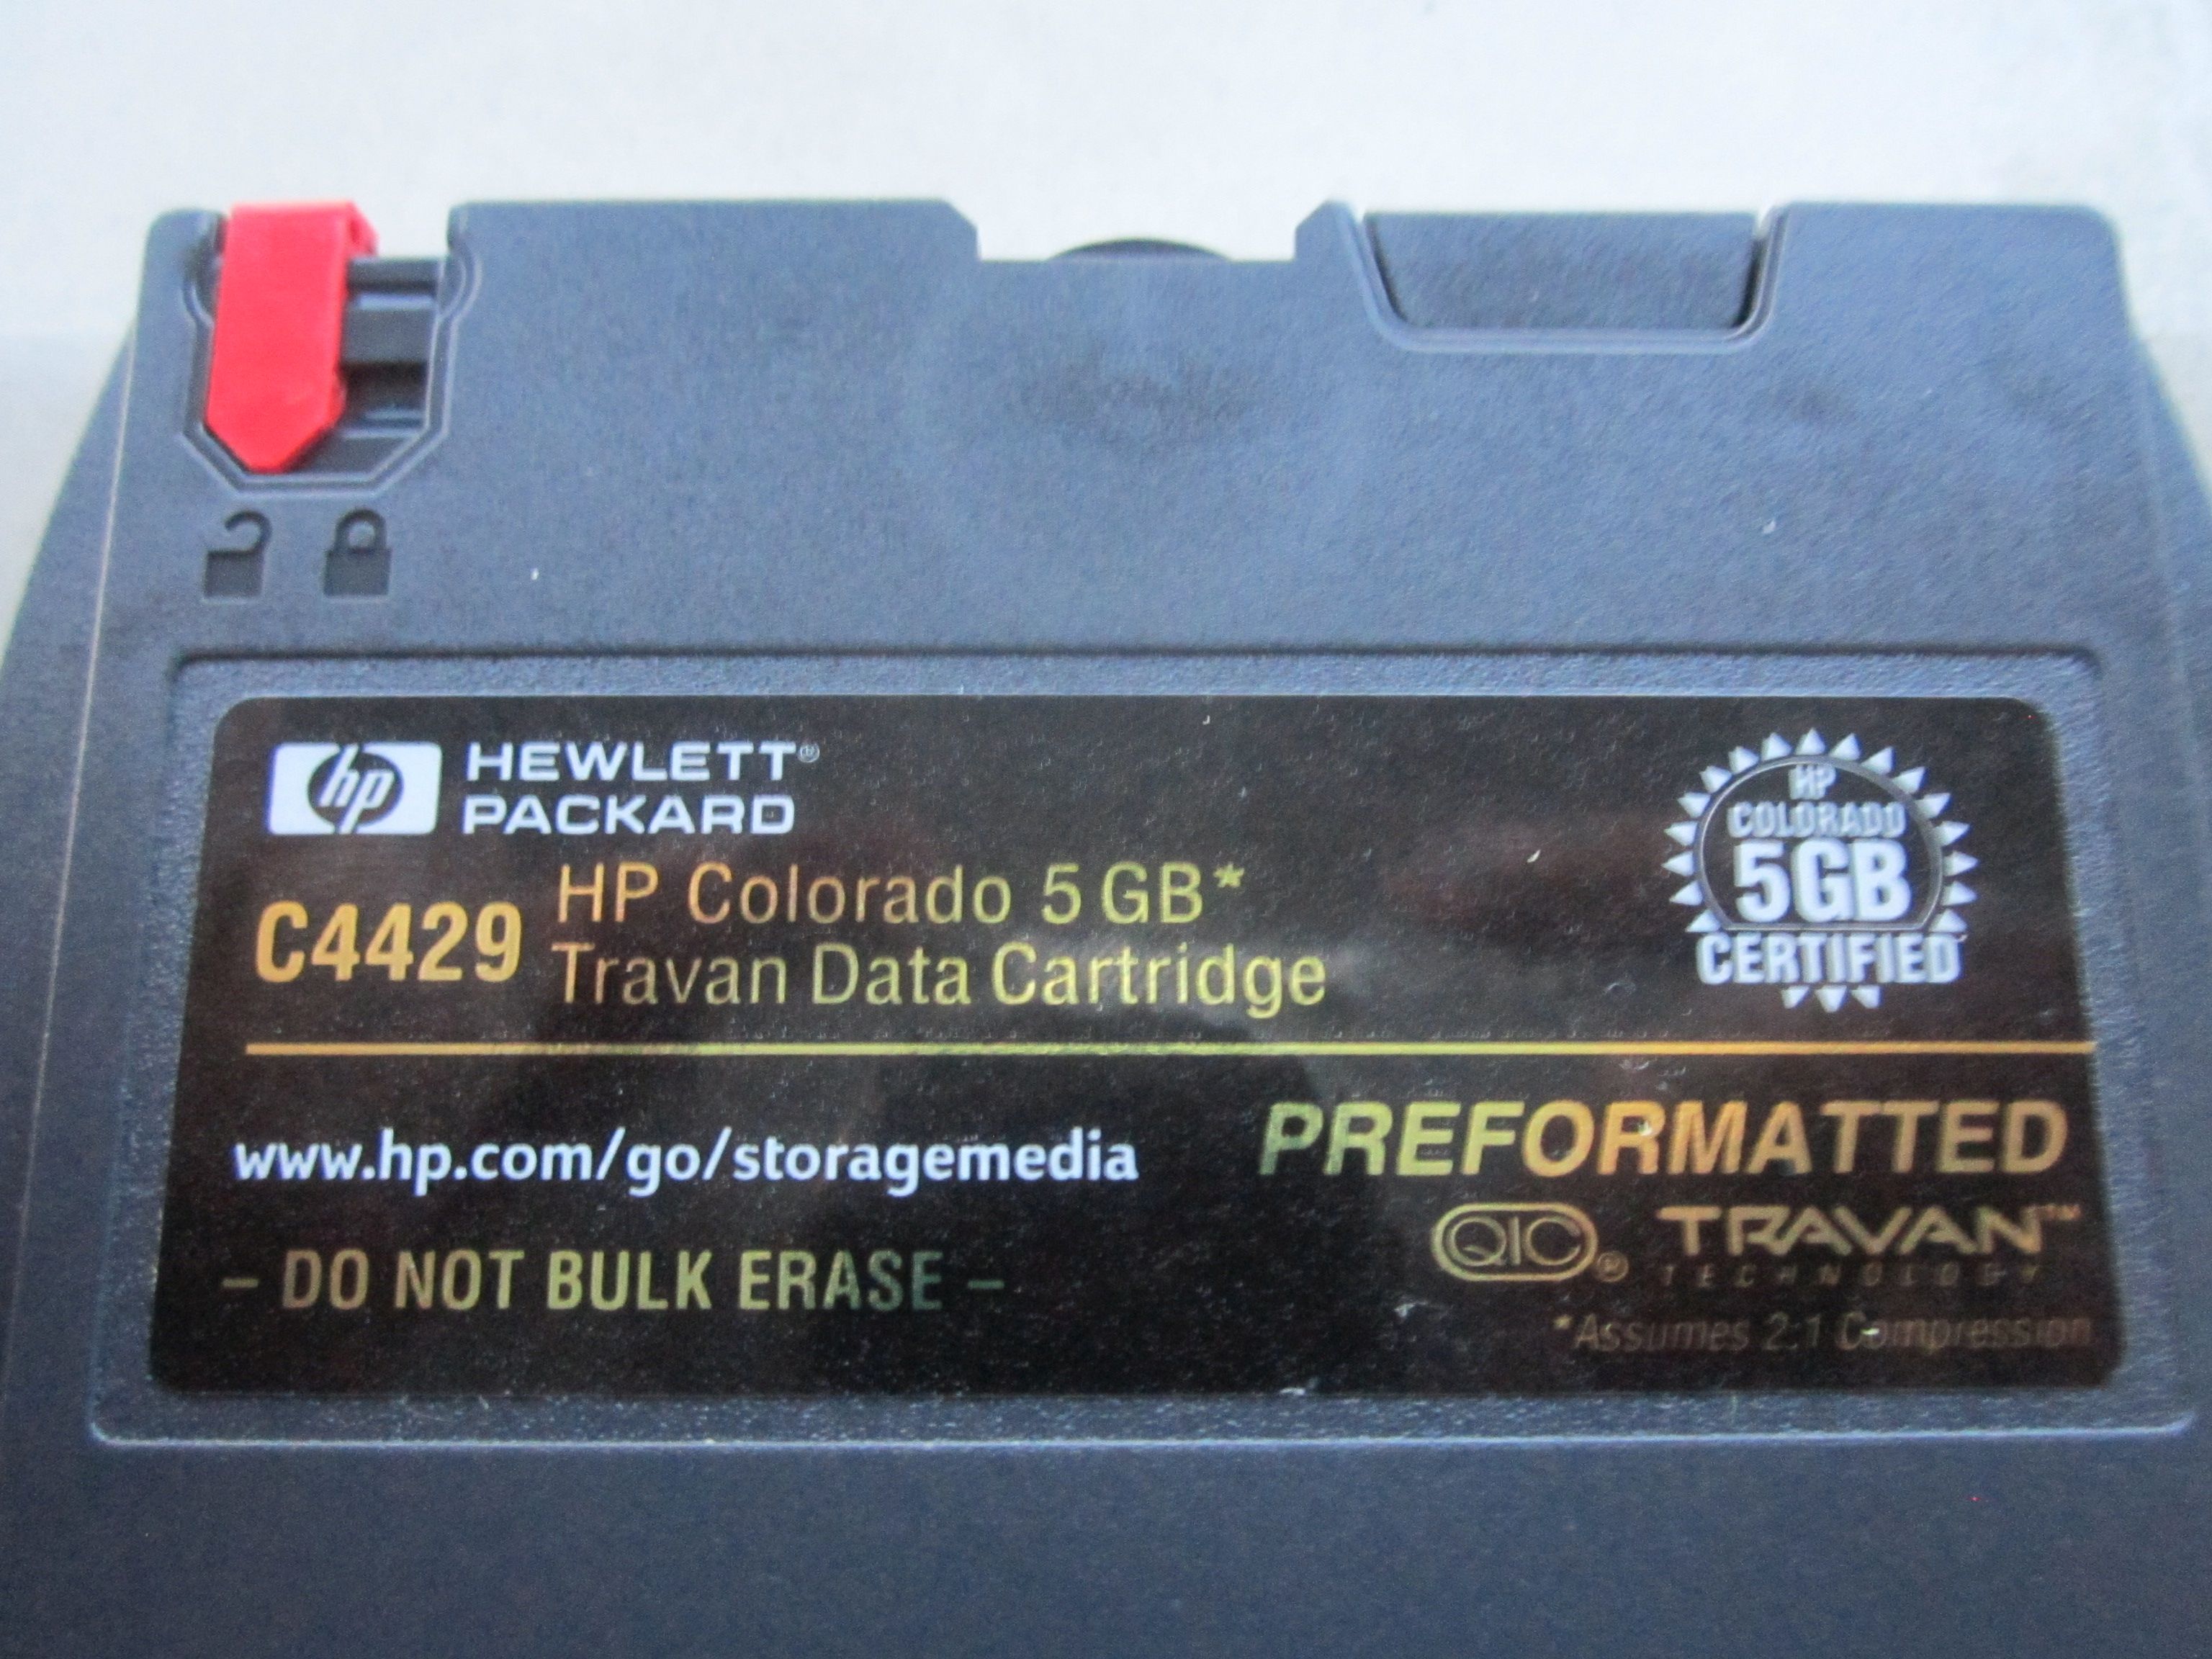 hp HEWLETT®
PACKARD
C4429 HP Colorado 5 GB*
Travan Data Cartridge
HP
COLORADO
5GB
CERTIFIED
www.hp.com/go/storagemedia
PREFORMATTED
QIC® TRAVAN™
TECHNOLOGY
– DO NOT BULK ERASE –
*Assumes 2:1 Compression